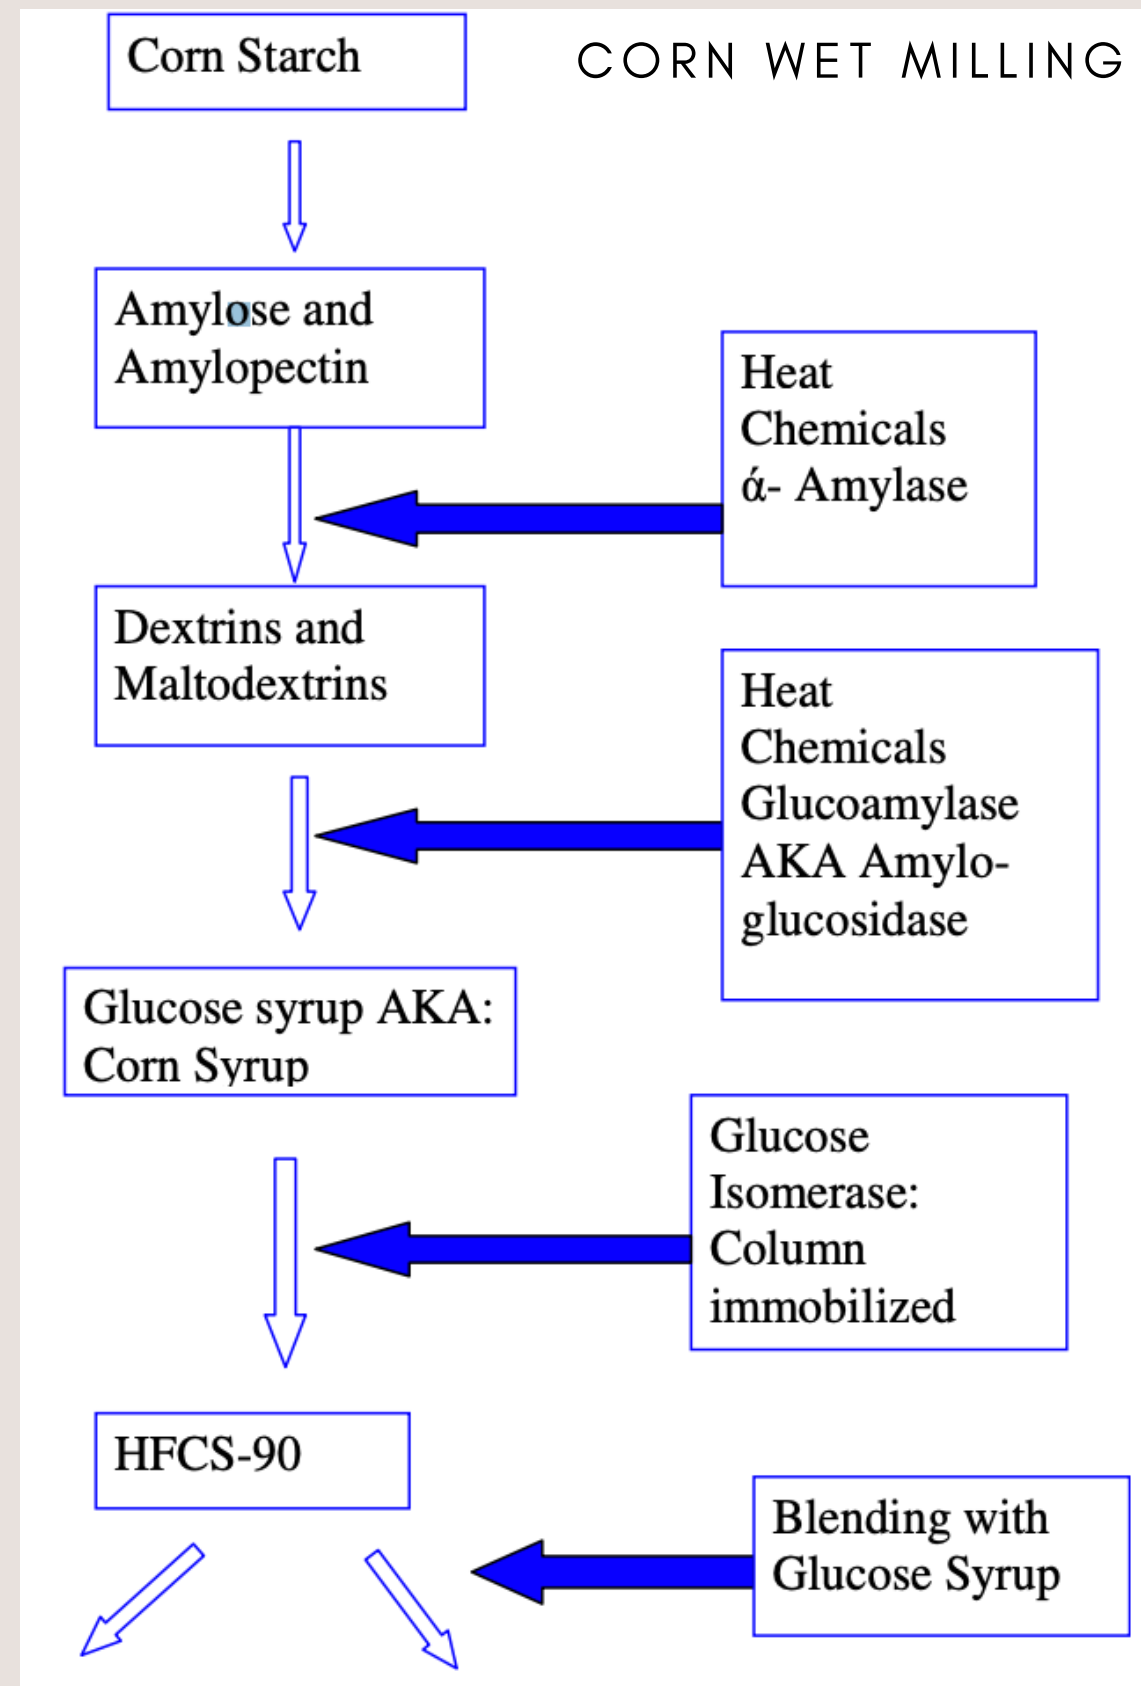 Corn Starch
CORN WET MILLING
Amylose and
Amylopectin
Heat
Chemicals
ά- Amylase
Dextrins and
Maltodextrins
Heat
Chemicals
Glucoamylase
AKA Amylo-
glucosidase
Glucose syrup AKA:
Corn Syrup
Glucose
Isomerase:
Column
immobilized
HFCS-90
Blending with
Glucose Syrup